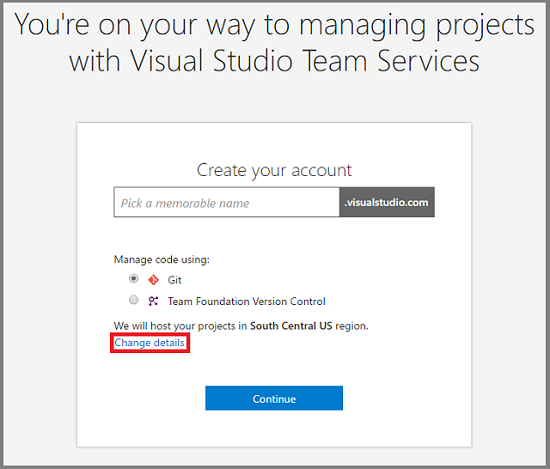 You're on your way to managing projects
with Visual Studio Team Services
Create your account
Pick a memorable name .visualstudio.com
Manage code using:
Git
Team Foundation Version Control
We will host your projects in South Central US region.
Change details
Continue